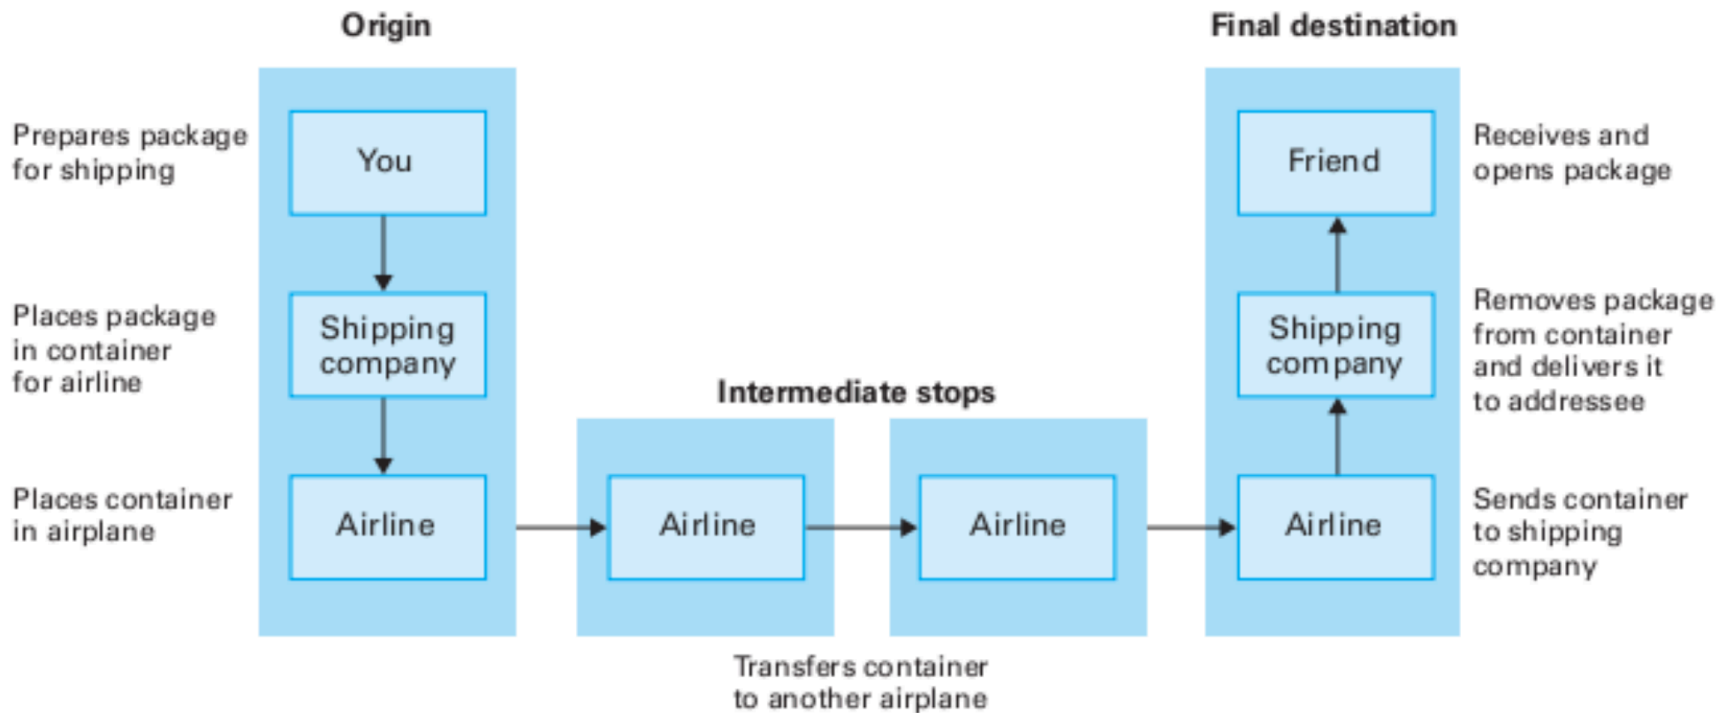 Origin
Final destination
Prepares package
for shipping
You
Friend
Receives and
opens package
Places package
in container
for airline
Shipping
company
Intermediate stops
Shipping
company
Removes package
from container
and delivers it
to addressee
Places container
in airplane
Airline
Airline
Airline
Airline
Sends container
to shipping
company
Transfers container
to another airplane